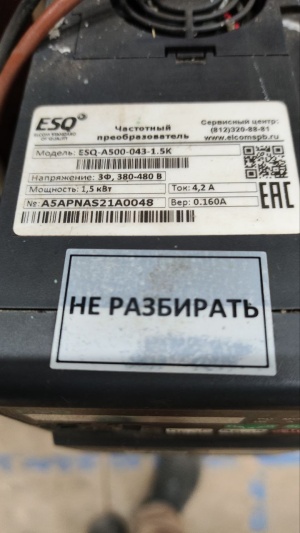 ESQ
Частотный
преобразователь
Сервисный центр:
(812)320-88-81
www.elcomspb.ru
Модель: ESQ-A500-043-1.5K
Напряжение: 3Ф, 380-480 В
Мощность: 1,5 кВт
Ток: 4,2 А
№: A5APNAS21A0048
Вер: 0.160A
EAC
НЕ РАЗБИРАТЬ